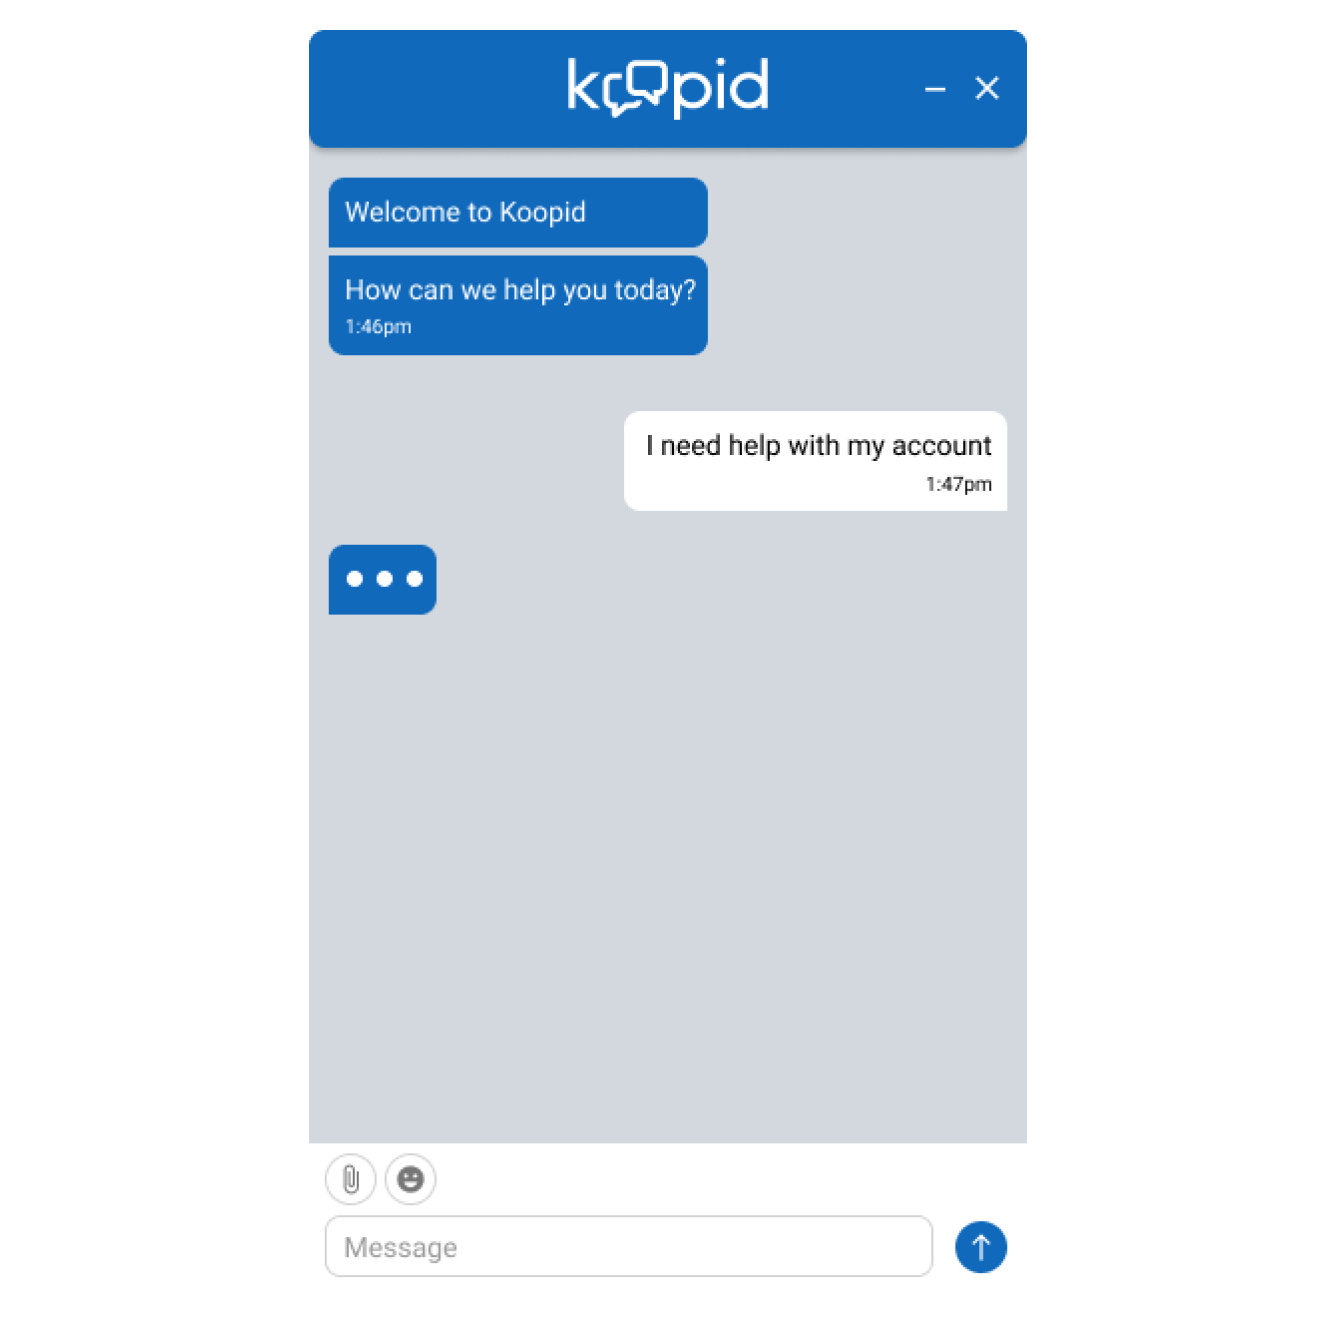 koopid
Welcome to Koopid
How can we help you today?
1:46pm
I need help with my account
1:47pm
Message